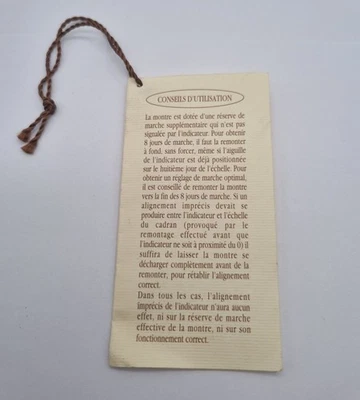 CONSEILS D'UTILISATION
La montre est dotée d'une réserve de
marche supplémentaire qui n'est pas
signalée par l'indicateur. Pour obtenir
8 jours de marche, il faut la remonter
à fond, sans forcer, même si l'aiguille
de l'indicateur est déjà positionnée
sur le huitième jour de l'échelle. Pour
obtenir un réglage de marche optimal,
il est conseillé de remonter la montre
vers la fin des 8 jours de marche. Si un
alignement imprécis devait se
produire entre l'indicateur et l'échelle
du cadran (provoqué par le
remontage effectué avant que
l'indicateur ne soit à proximité du 0) il
suffira de laisser la montre se
décharger complètement avant de la
remonter, pour rétablir l'alignement
correct.
Dans tous les cas, l'alignement
imprécis de l'indicateur n'aura aucun
effet, ni sur la réserve de marche
effective de la montre, ni sur son
fonctionnement correct.